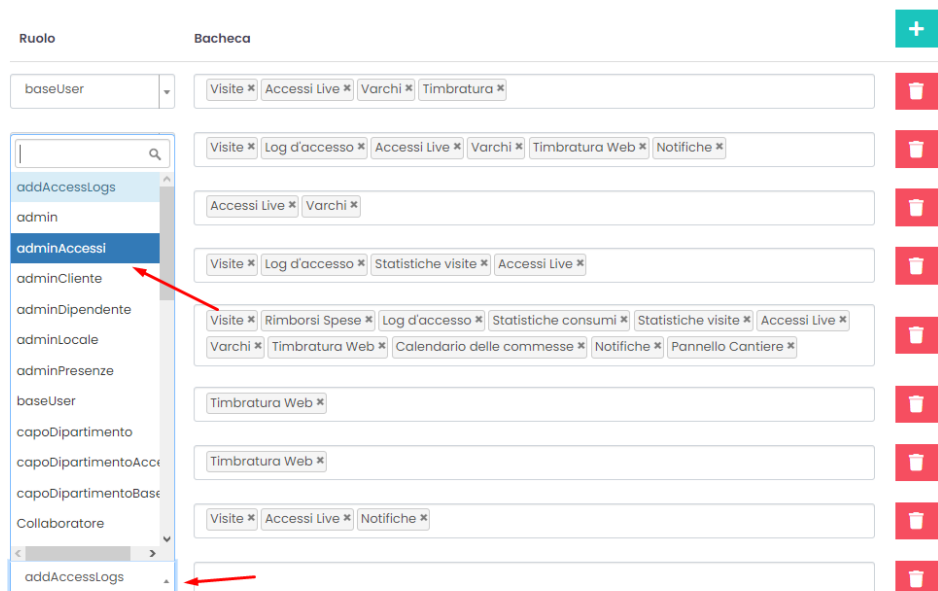 Ruolo Bacheca
+
baseUser Visite × Accessi Live × Varchi × Timbratura ×
Visite × Log d'accesso × Accessi Live × Varchi × Timbratura Web × Notifiche ×
addAccessLogs
admin Accessi Live × Varchi ×
adminAccessi
Visite × Log d'accesso × Statistiche visite × Accessi Live ×
adminCliente
adminDipendente Visite × Rimborsi Spese × Log d'accesso × Statistiche consumi × Statistiche visite × Accessi Live ×
adminLocale Varchi × Timbratura Web × Calendario delle commesse × Notifiche × Pannello Cantiere ×
adminPresenze
baseUser Timbratura Web ×
capoDipartimento
capoDipartimentoAcce Timbratura Web ×
capoDipartimentoBase
Collaboratore Visite × Accessi Live × Notifiche ×
addAccessLogs